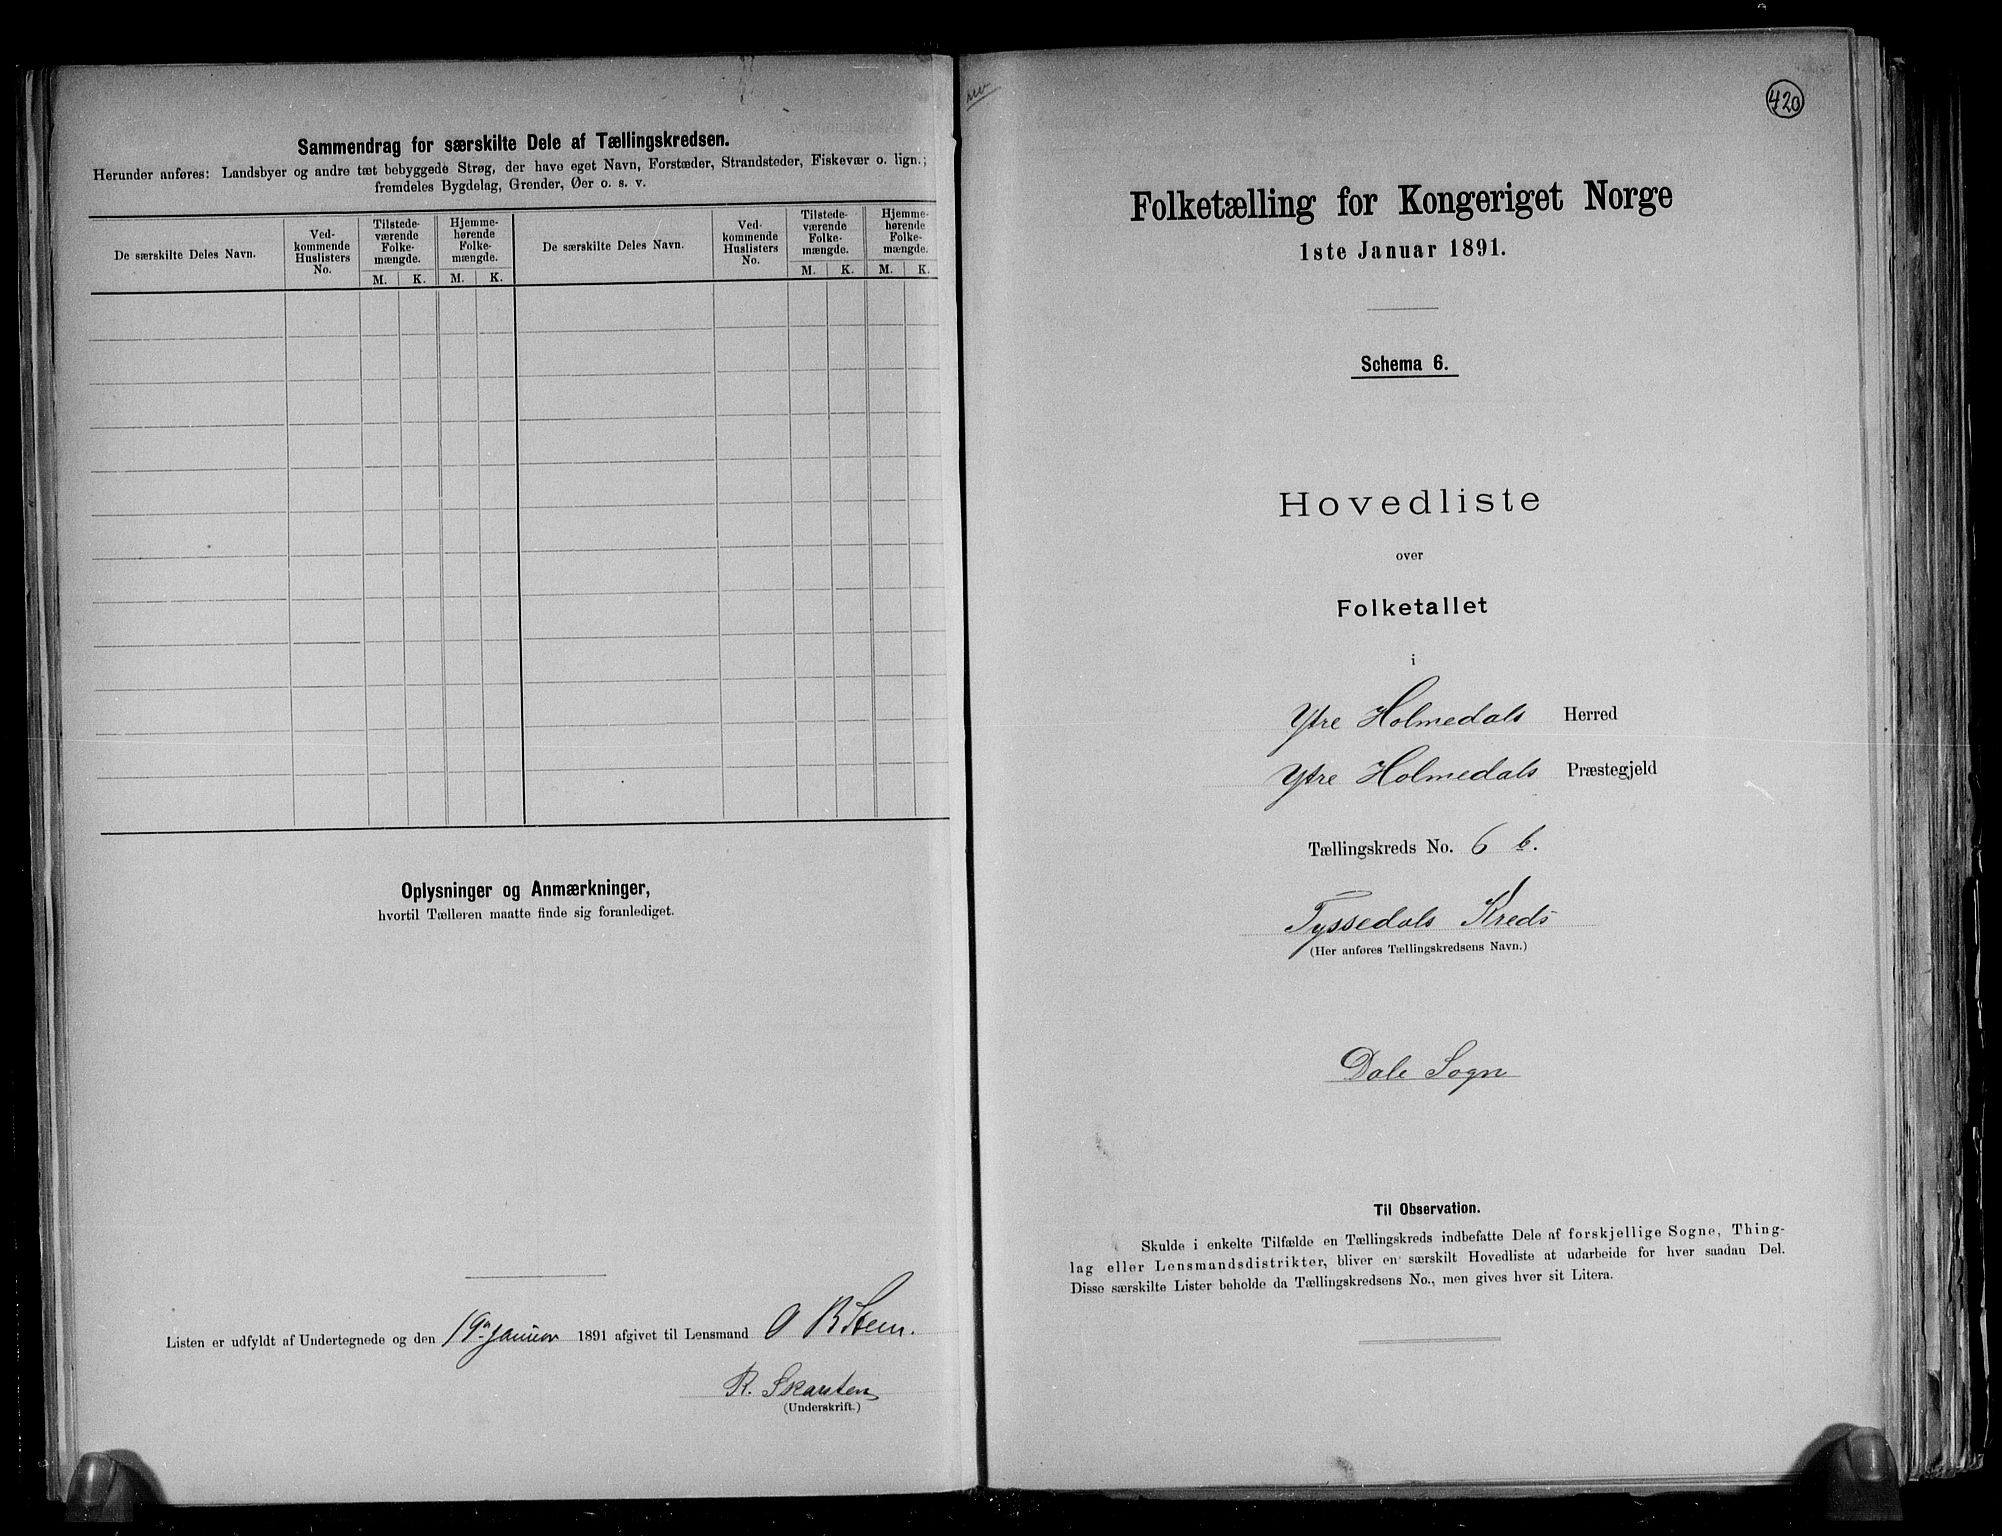 Sammendrag for særskilte Dele af Tællingskredsen.
Herunder anføres: Landsbyer og andre tæt bebyggede Strøg, der have eget Navn, Forstæder, Strandsteder, Fiskevær o. lign.;
fremdeles Bygdelag, Grender, Øer o. s. v.
De særskilte Deles Navn.
Ved-
kommende
Huslisters
No.
Tilstede-
værende
Folke-
mængde.
M. K.
Hjemme-
hørende
Folke-
mængde.
M. K.
De særskilte Deles Navn.
Ved-
kommende
Huslisters
No.
Tilstede-
værende
Folke-
mængde.
M. K.
Hjemme-
hørende
Folke-
mængde.
M. K.
Oplysninger og Anmærkninger,
hvortil Tælleren maatte finde sig foranlediget.
Listen er udfyldt af Undertegnede og den 19 januar 1891 afgivet til Lensmand O B Stem.
R. Skarsten
(Underskrift.)
420
Folketælling for Kongeriget Norge
1ste Januar 1891.
Schema 6.
Hovedliste
over
Folketallet
i
Ytre Holmedals Herred
Ytre Holmedals Præstegjeld
Tællingskreds No. 6 b.
Tyssedals Kreds
(Her anføres Tællingskredsens Navn.)
Dale Sogn
Til Observation.
Skulde i enkelte Tilfælde en Tællingskreds indbefatte Dele af forskjellige Sogne, Thing-
lag eller Lensmandsdistrikter, bliver en særskilt Hovedliste at udarbeide for hver saadan Del.
Disse særskilte Lister beholde da Tællingskredsens No., men gives hver sit Litera.